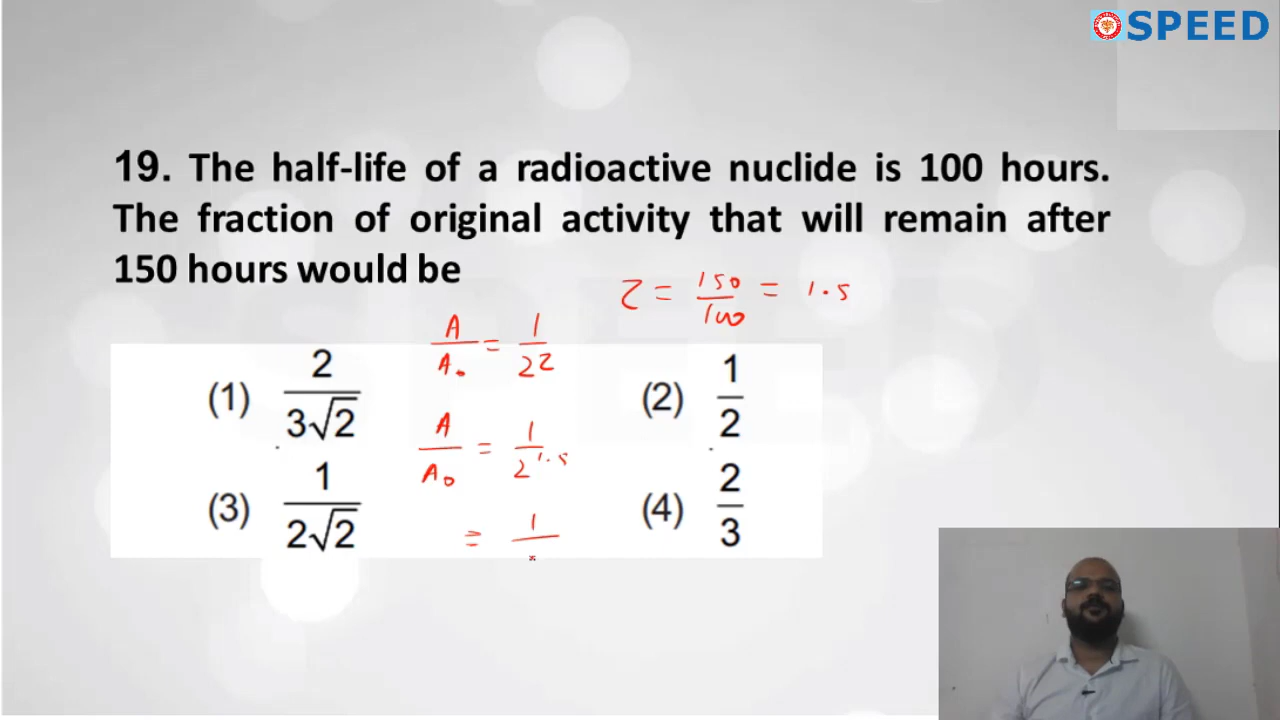 SPEED
19. The half-life of a radioactive nuclide is 100 hours.
The fraction of original activity that will remain after
150 hours would be
Z = 150/100 = 1.5
A/A₀ = 1/2^Z
(1) 2/(3√2)
(2) 1/2
A/A₀ = 1/2^1.5
(3) 1/(2√2)
(4) 2/3
= 1/